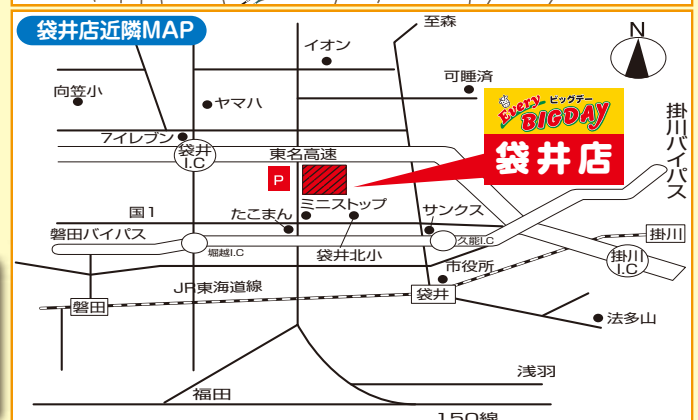 袋井店近隣MAP
至森
N
イオン
可睡済
向笠小
ヤマハ
Every ビッグデー
BIGDAY
袋井店
掛川バイパス
7イレブン
袋井
I.C
東名高速
P
ミニストップ
国1
たこまん
サンクス
磐田バイパス
堀越I.C
袋井北小
久能I.C
掛川
掛川
I.C
市役所
JR東海道線
袋井
磐田
法多山
浅羽
福田
150線